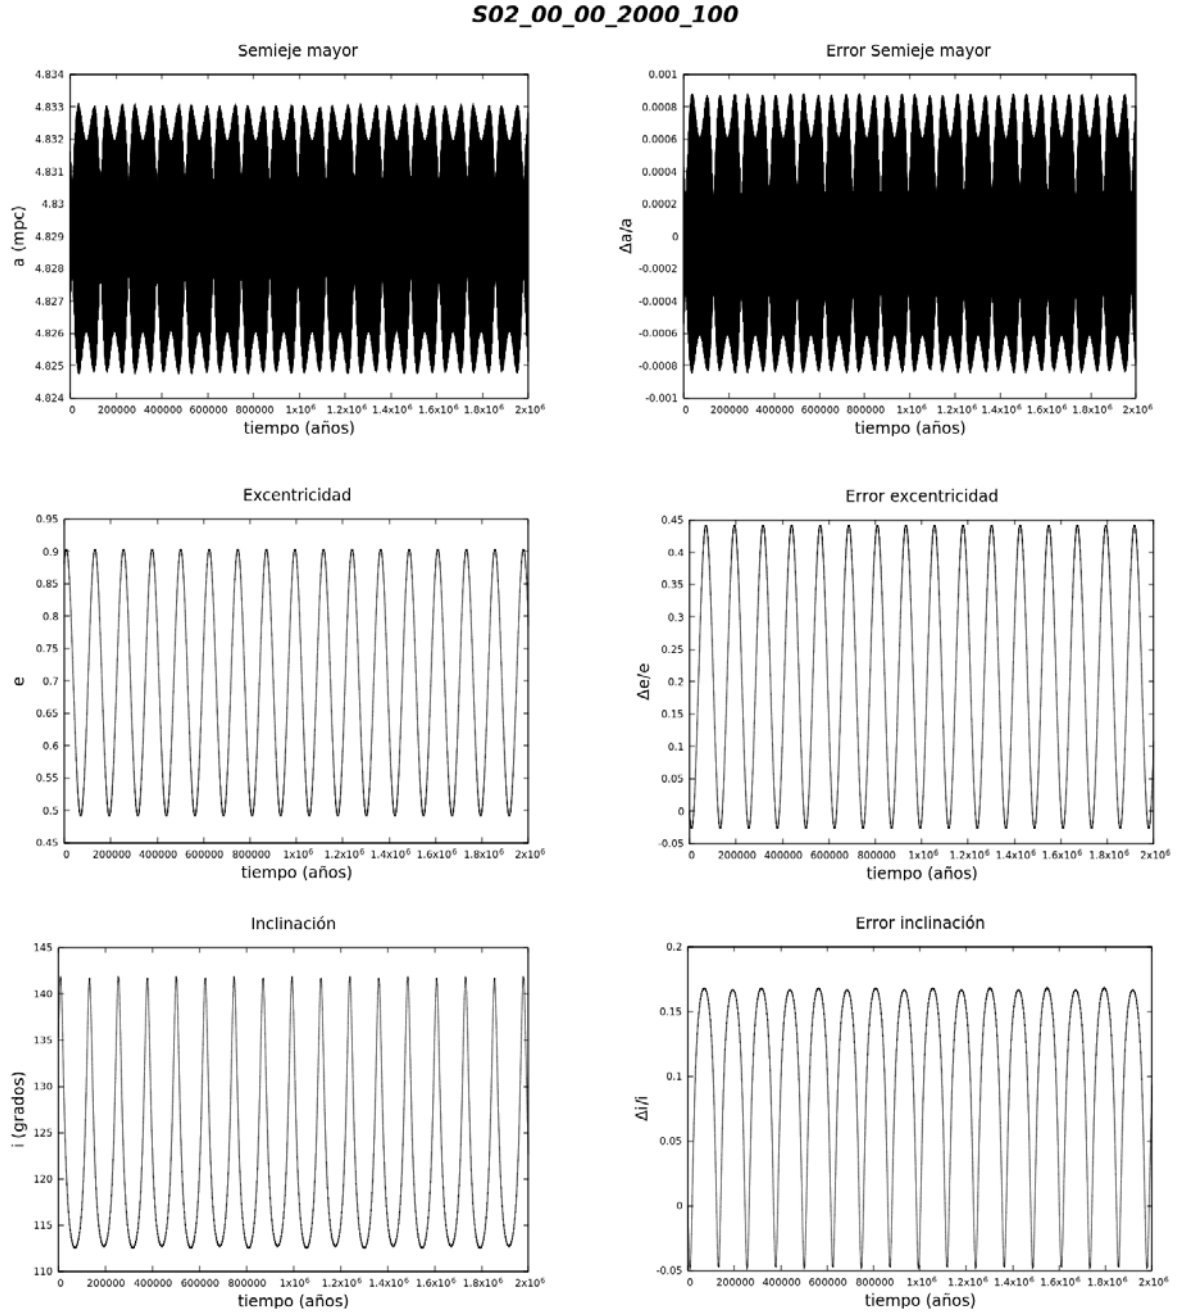 S02_00_00_2000_100
Semieje mayor
4.834
4.833
4.832
4.831
4.83
4.829
4.828
4.827
4.826
4.825
4.824
a (mpc)
0 200000 400000 600000 800000 1x10⁶ 1.2x10⁶ 1.4x10⁶ 1.6x10⁶ 1.8x10⁶ 2x10⁶
tiempo (años)
Error Semieje mayor
0.001
0.0008
0.0006
0.0004
0.0002
0
-0.0002
-0.0004
-0.0006
-0.0008
-0.001
Δa/a
0 200000 400000 600000 800000 1x10⁶ 1.2x10⁶ 1.4x10⁶ 1.6x10⁶ 1.8x10⁶ 2x10⁶
tiempo (años)
Excentricidad
0.95
0.9
0.85
0.8
0.75
0.7
0.65
0.6
0.55
0.5
0.45
e
0 200000 400000 600000 800000 1x10⁶ 1.2x10⁶ 1.4x10⁶ 1.6x10⁶ 1.8x10⁶ 2x10⁶
tiempo (años)
Error excentricidad
0.45
0.4
0.35
0.3
0.25
0.2
0.15
0.1
0.05
0
-0.05
Δe/e
0 200000 400000 600000 800000 1x10⁶ 1.2x10⁶ 1.4x10⁶ 1.6x10⁶ 1.8x10⁶ 2x10⁶
tiempo (años)
Inclinación
145
140
135
130
125
120
115
110
i (grados)
0 200000 400000 600000 800000 1x10⁶ 1.2x10⁶ 1.4x10⁶ 1.6x10⁶ 1.8x10⁶ 2x10⁶
tiempo (años)
Error inclinación
0.2
0.15
0.1
0.05
0
-0.05
Δi/i
0 200000 400000 600000 800000 1x10⁶ 1.2x10⁶ 1.4x10⁶ 1.6x10⁶ 1.8x10⁶ 2x10⁶
tiempo (años)